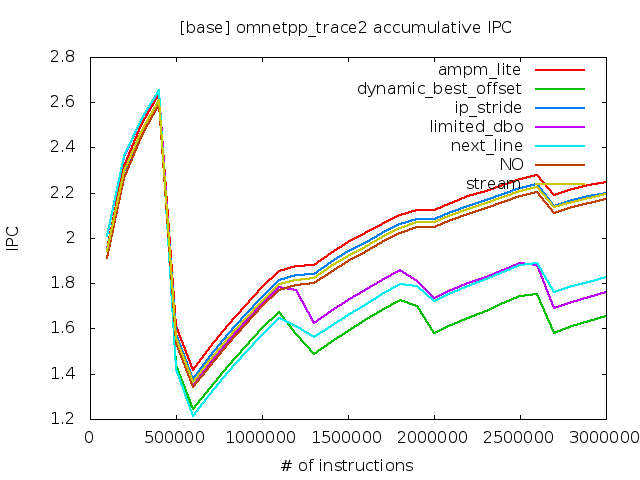 [base] omnetpp_trace2 accumulative IPC
2.8
2.6
2.4
2.2
2
1.8
1.6
1.4
1.2
IPC
ampm_lite
dynamic_best_offset
ip_stride
limited_dbo
next_line
NO
stream
0 500000 1000000 1500000 2000000 2500000 3000000
# of instructions